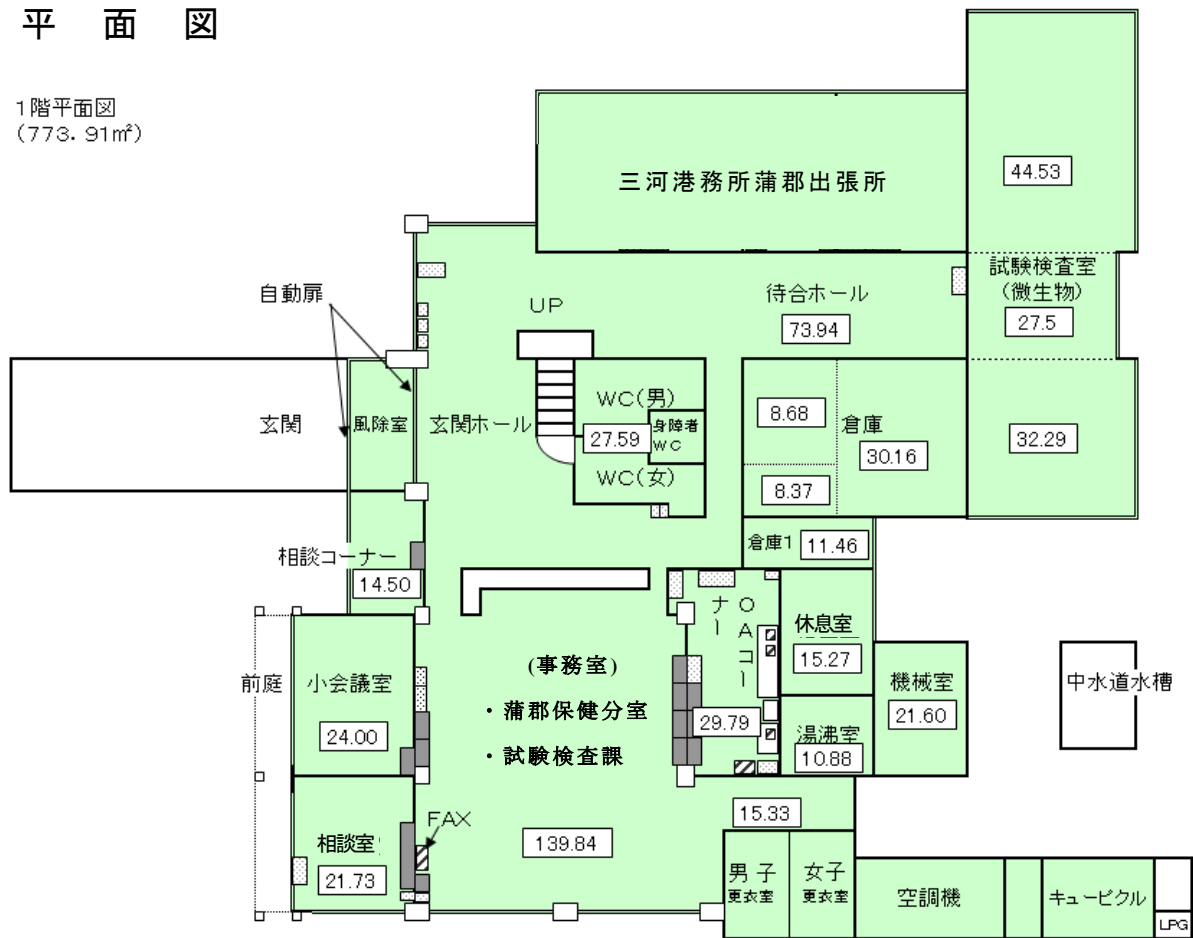 平 面 図
1階平面図
(773. 91㎡)
三河港務所蒲郡出張所
44.53
試験検査室
(微生物)
27.5
自動扉
待合ホール
73.94
UP
玄関
風除室
玄関ホール
WC(男)
27.59
身障者
WC
WC(女)
8.68
倉庫
30.16
8.37
32.29
倉庫1
11.46
相談コーナー
14.50
OAコー
ナー
29.79
休息室
15.27
前庭
小会議室
24.00
(事務室)
・蒲郡保健分室
・試験検査課
湯沸室
10.88
機械室
21.60
中水道水槽
FAX
相談室
21.73
139.84
15.33
男子
更衣室
女子
更衣室
空調機
キュービクル
LPG